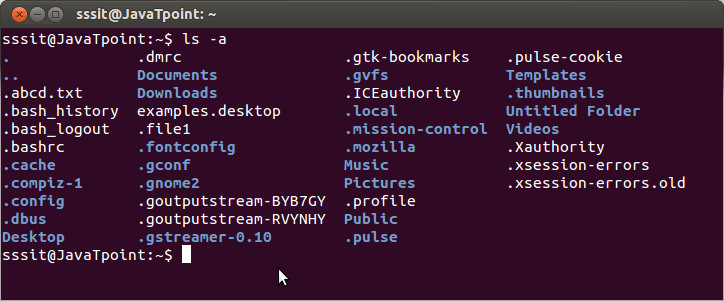 sssit@JavaTpoint: ~
sssit@JavaTpoint:~$ ls -a
. .dmrc .gtk-bookmarks .pulse-cookie
.. Documents .gvfs Templates
.abcd.txt Downloads .ICEauthority .thumbnails
.bash_history examples.desktop .local Untitled Folder
.bash_logout .file1 .mission-control Videos
.bashrc .fontconfig .mozilla .Xauthority
.cache .gconf Music .xsession-errors
.compiz-1 .gnome2 Pictures .xsession-errors.old
.config .goutputstream-BYB7GY .profile
.dbus .goutputstream-RVYNHY Public
Desktop .gstreamer-0.10 .pulse
sssit@JavaTpoint:~$